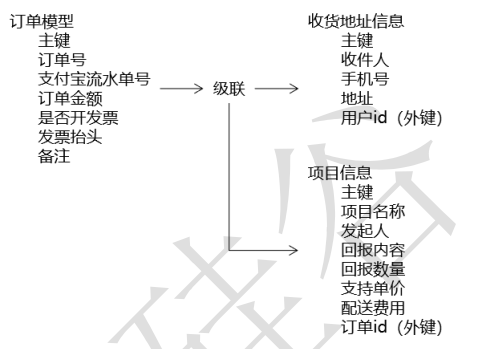 订单模型
主键
订单号
支付宝流水单号
订单金额
是否开发票
发票抬头
备注
级联
收货地址信息
主键
收件人
手机号
地址
用户id（外键）
项目信息
主键
项目名称
发起人
回报内容
回报数量
支持单价
配送费用
订单id（外键）
硅谷